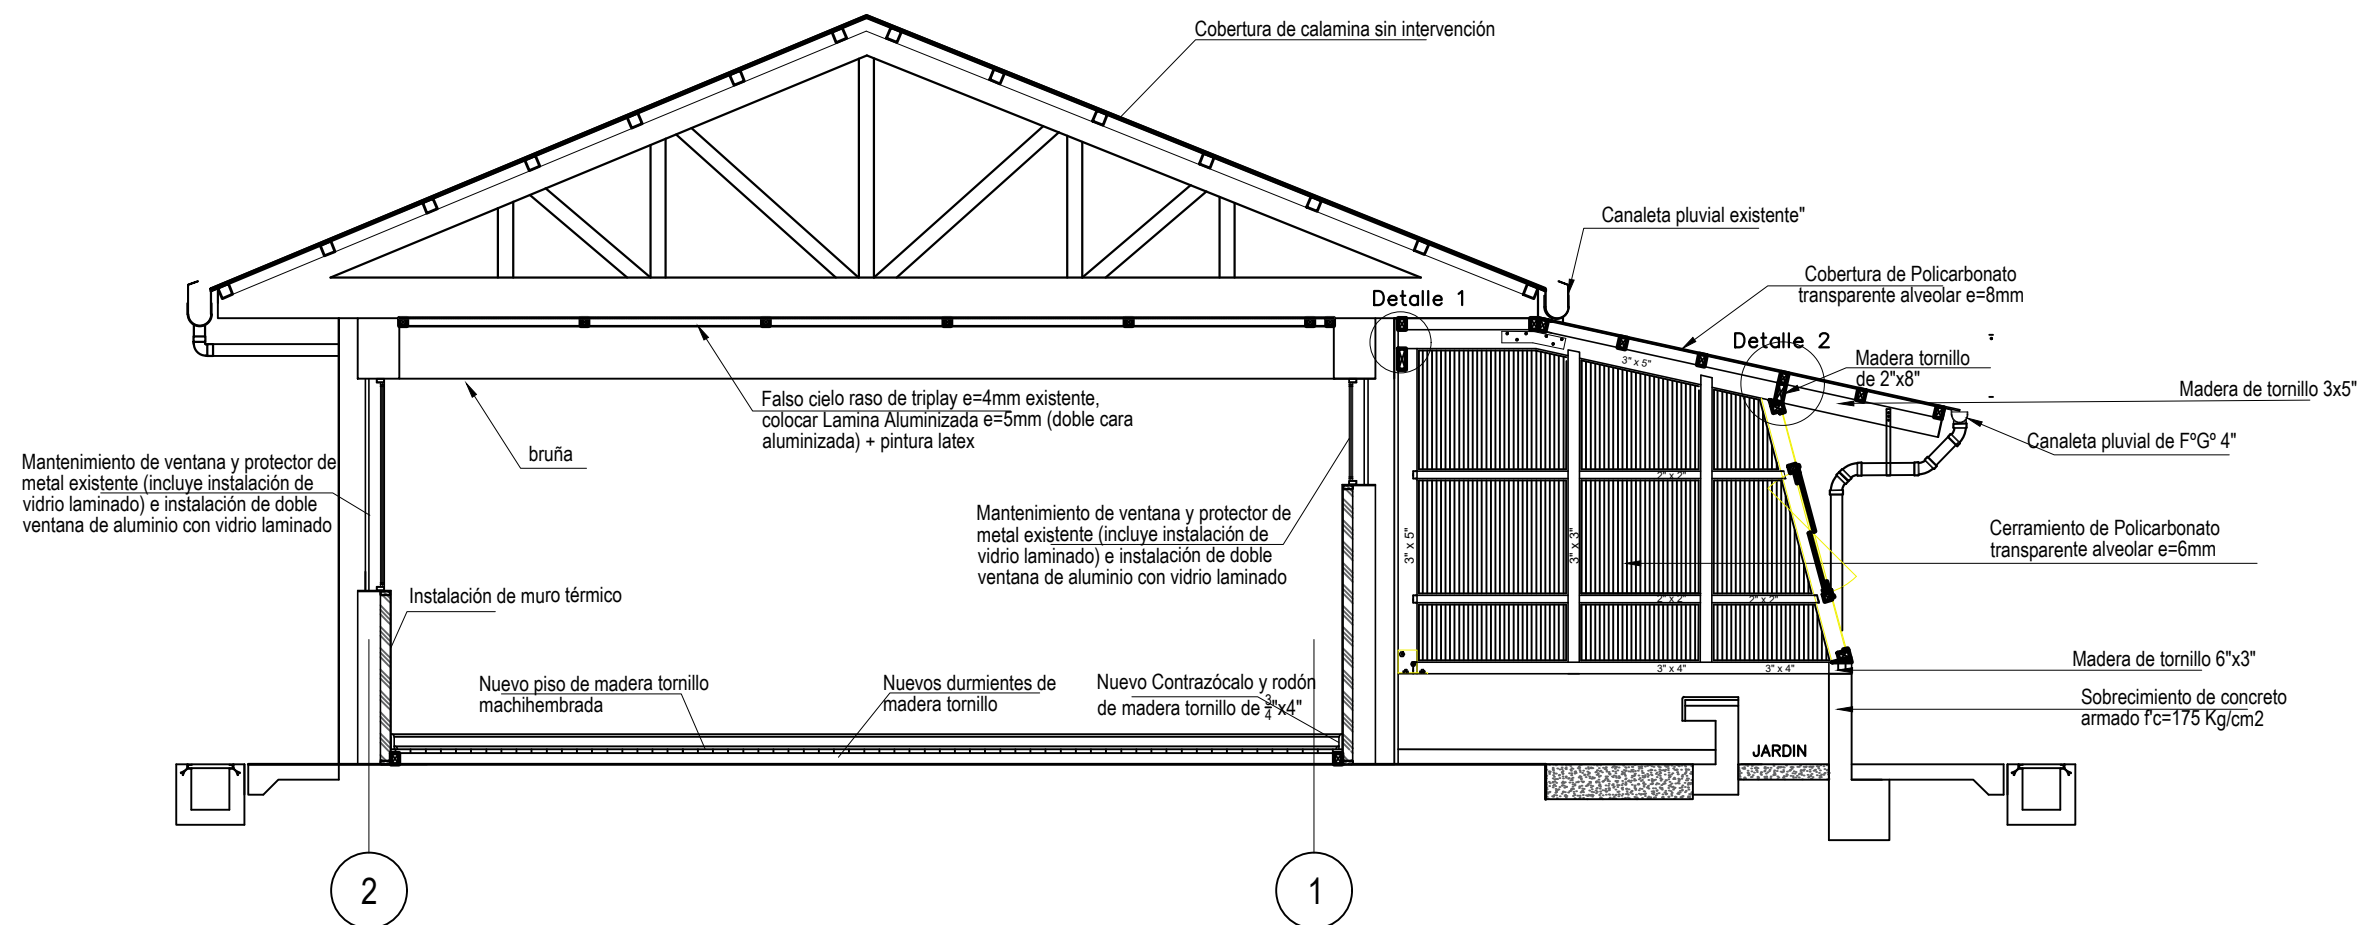 Cobertura de calamina sin intervención
Canaleta pluvial existente"
Cobertura de Policarbonato
transparente alveolar e=8mm
Detalle 1
Detalle 2
Madera tornillo
de 2"x8"
Madera de tornillo 3x5"
3" x 5"
Falso cielo raso de triplay e=4mm existente,
colocar Lamina Aluminizada e=5mm (doble cara
aluminizada) + pintura latex
bruña
Canaleta pluvial de FºGº 4"
Mantenimiento de ventana y protector de
metal existente (incluye instalación de
vidrio laminado) e instalación de doble
ventana de aluminio con vidrio laminado
Mantenimiento de ventana y protector de
metal existente (incluye instalación de
vidrio laminado) e instalación de doble
ventana de aluminio con vidrio laminado
2" x 2"
3" x 5"
3" x 3"
Cerramiento de Policarbonato
transparente alveolar e=6mm
Instalación de muro térmico
2" x 2"
2" x 2"
3" x 4"
3" x 4"
Madera de tornillo 6"x3"
Nuevo piso de madera tornillo
machihembrada
Nuevos durmientes de
madera tornillo
Nuevo Contrazócalo y rodón
de madera tornillo de 3/4"x4"
Sobrecimiento de concreto
armado f'c=175 Kg/cm2
JARDIN
2
1